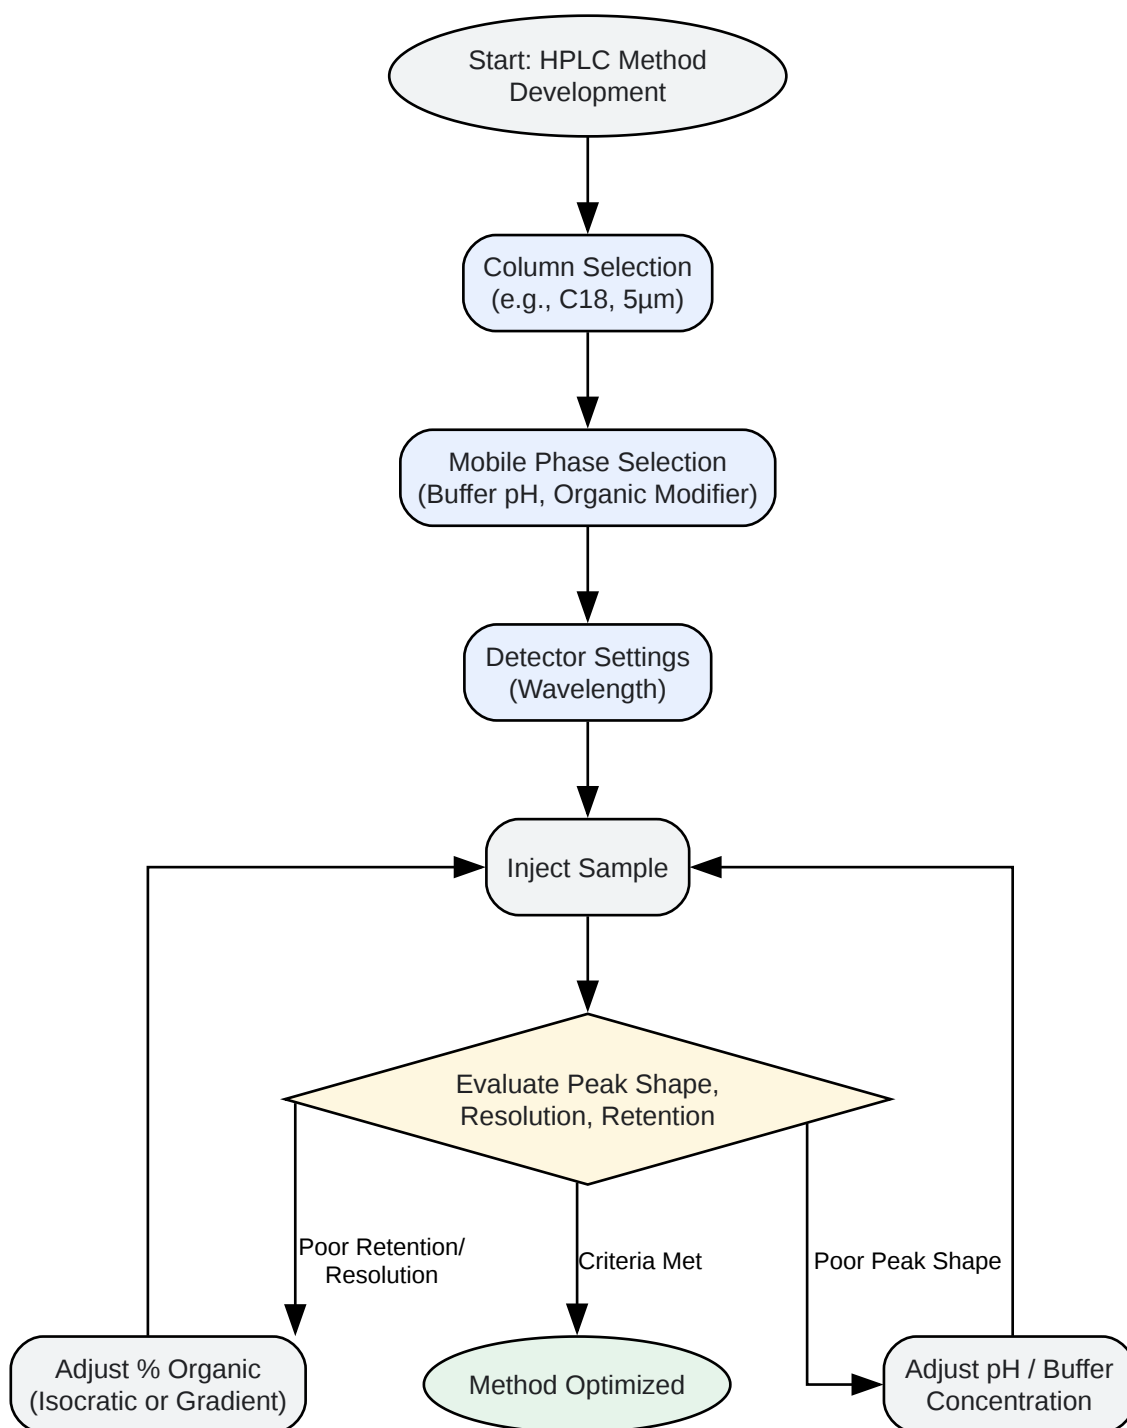 Start: HPLC Method
Development
Column Selection
(e.g., C18, 5µm)
Mobile Phase Selection
(Buffer pH, Organic Modifier)
Detector Settings
(Wavelength)
Inject Sample
Evaluate Peak Shape,
Resolution, Retention
Poor Retention/
Resolution
Criteria Met
Poor Peak Shape
Adjust % Organic
(Isocratic or Gradient)
Method Optimized
Adjust pH / Buffer
Concentration